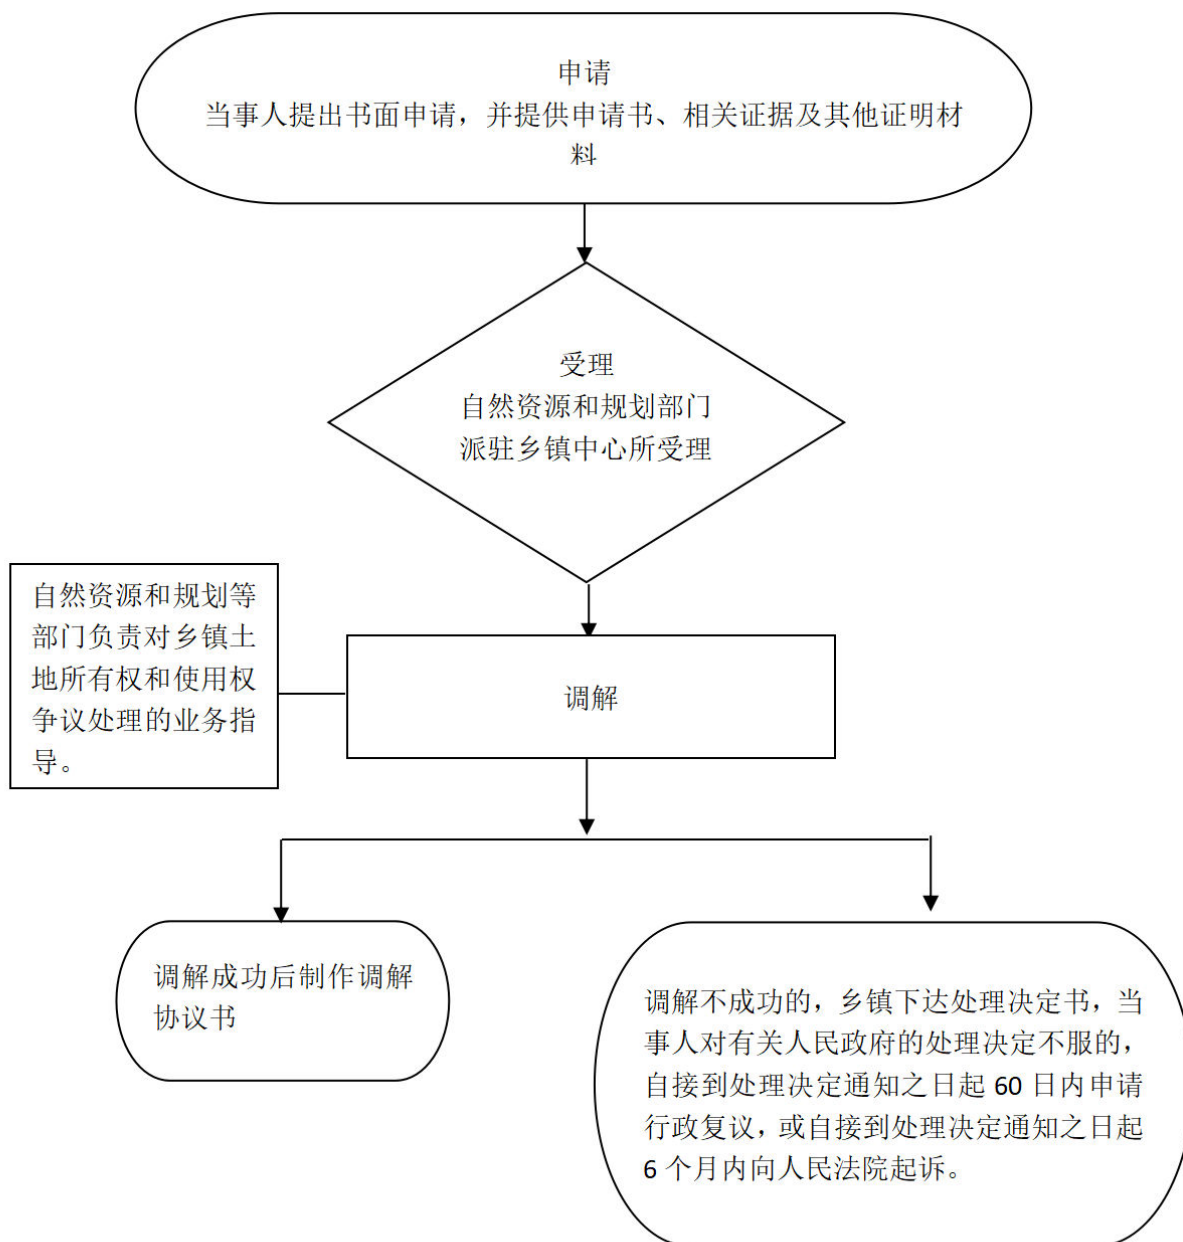 申请
当事人提出书面申请，并提供申请书、相关证据及其他证明材
料
受理
自然资源和规划部门
派驻乡镇中心所受理
自然资源和规划等
部门负责对乡镇土
地所有权和使用权
争议处理的业务指
导。
调解
调解成功后制作调解
协议书
调解不成功的，乡镇下达处理决定书，当
事人对有关人民政府的处理决定不服的，
自接到处理决定通知之日起 60 日内申请
行政复议，或自接到处理决定通知之日起
6 个月内向人民法院起诉。